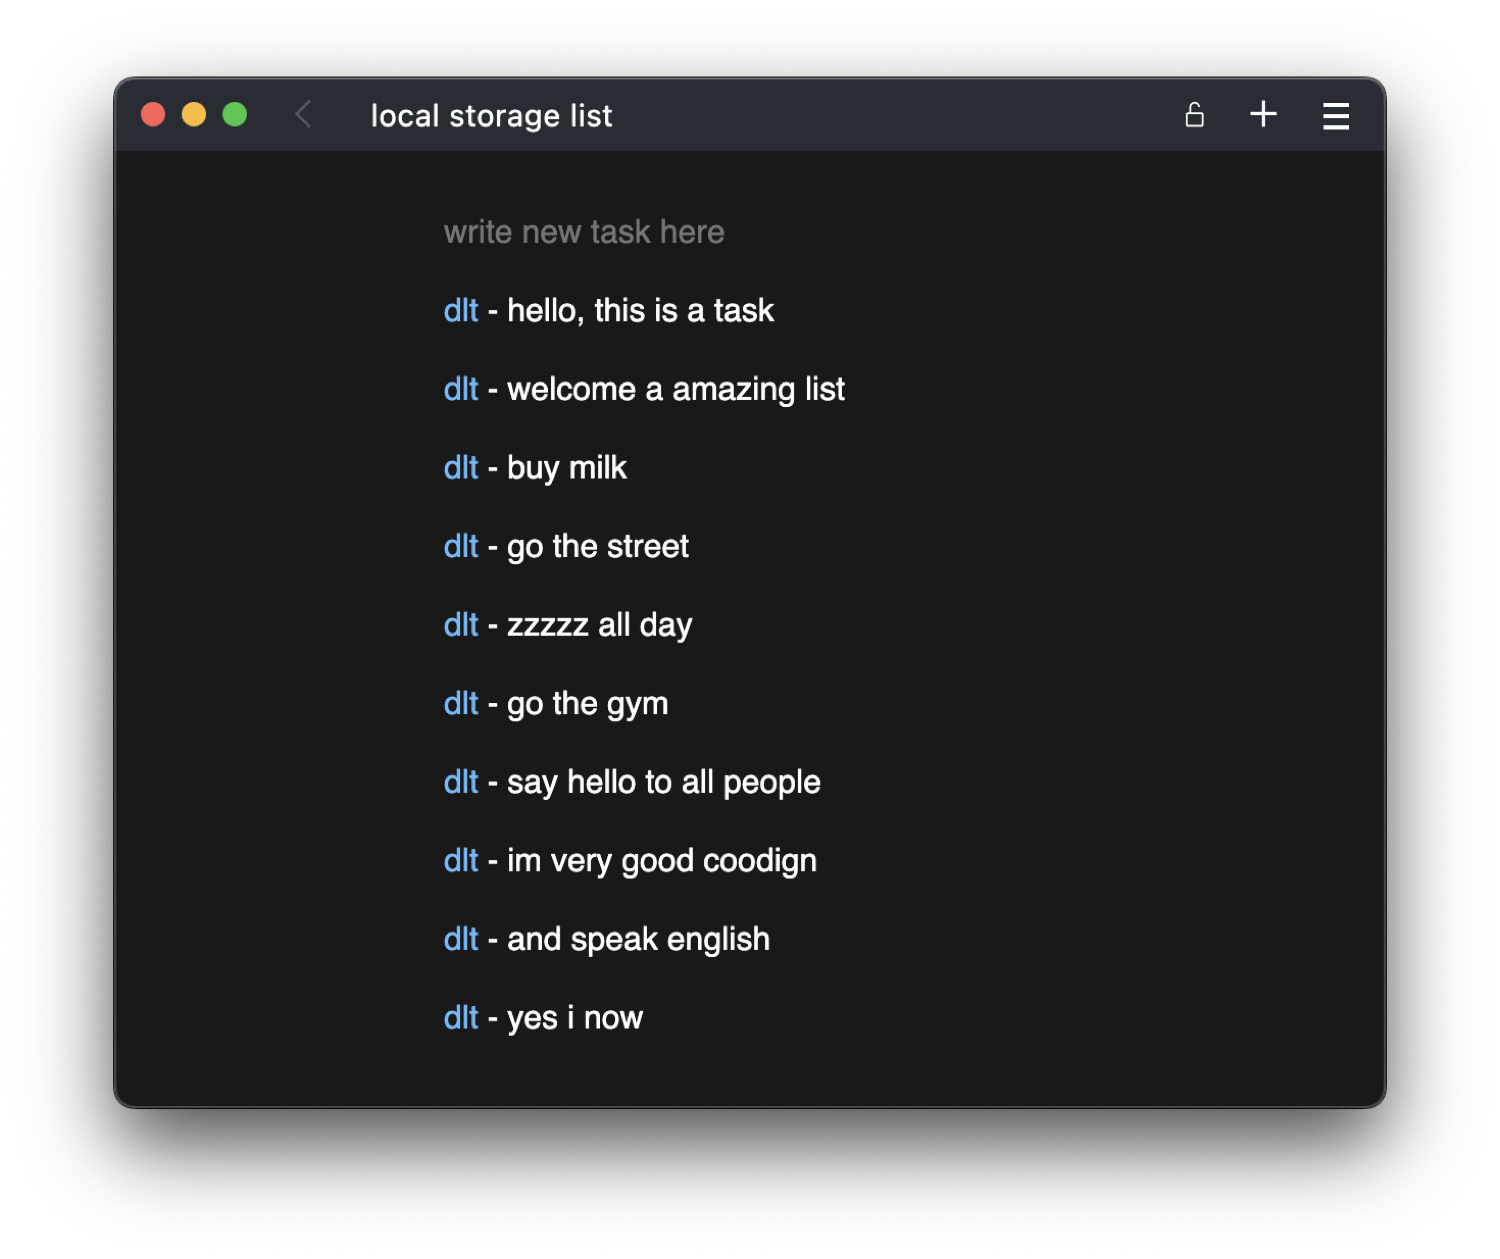 local storage list
write new task here
dlt - hello, this is a task
dlt - welcome a amazing list
dlt - buy milk
dlt - go the street
dlt - zzzzz all day
dlt - go the gym
dlt - say hello to all people
dlt - im very good coodign
dlt - and speak english
dlt - yes i now